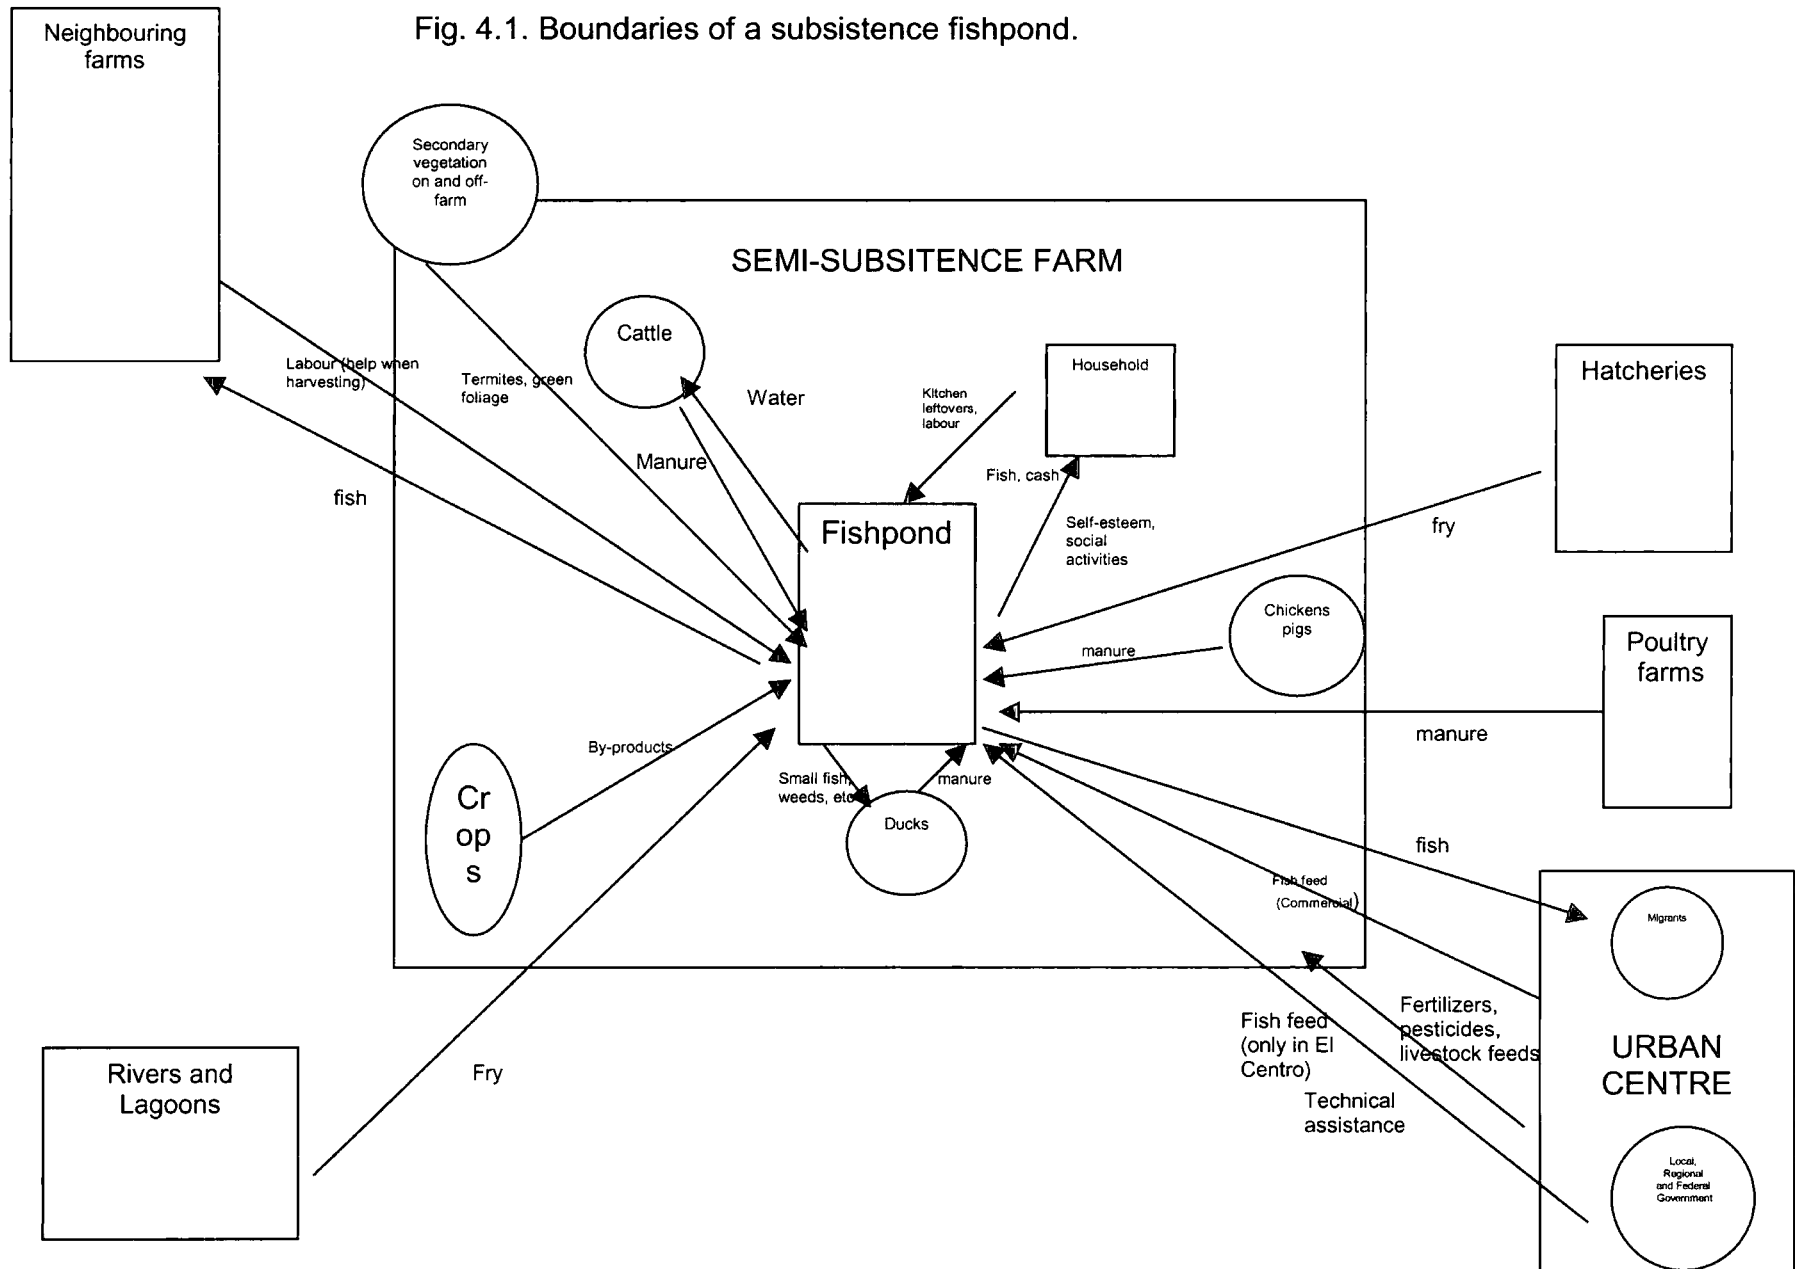 Fig. 4.1. Boundaries of a subsistence fishpond.
Neighbouring
farms
Secondary
vegetation
on and off-
farm
SEMI-SUBSITENCE FARM
Cattle
Household
Hatcheries
Labour (help when
harvesting)
Termites, green
foliage
Water
Kitchen
leftovers,
labour
Manure
Fish, cash
fish
Fishpond
Self-esteem,
social
activities
fry
Chickens
pigs
manure
Poultry
farms
manure
By-products
Small fish,
weeds, etc
manure
Cr
op
s
Ducks
fish
Fish feed
(Commercial)
Migrants
Fish feed
(only in El
Centro)
Fertilizers,
pesticides,
livestock feeds
URBAN
CENTRE
Rivers and
Lagoons
Fry
Technical
assistance
Local,
Regional
and Federal
Government